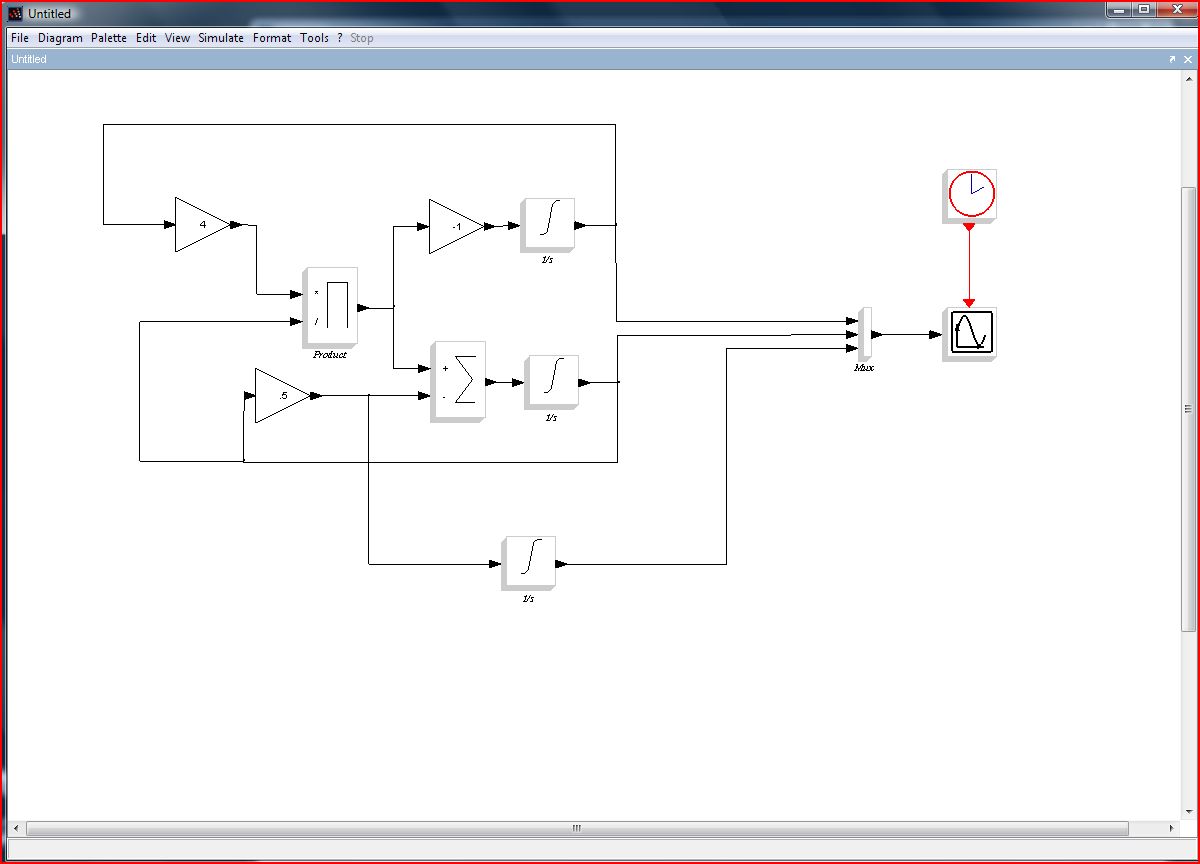 Untitled
File Diagram Palette Edit View Simulate Format Tools ? Stop
Untitled
4
-1
1/s
*
/
Product
+
-
1/s
.5
Mux
1/s